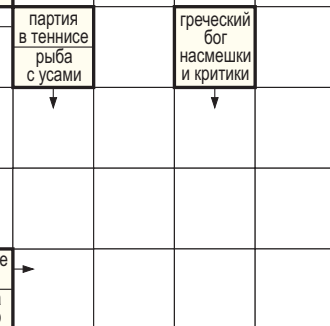 партия
в теннисе
рыба
с усами
греческий
бог
насмешки
и критики